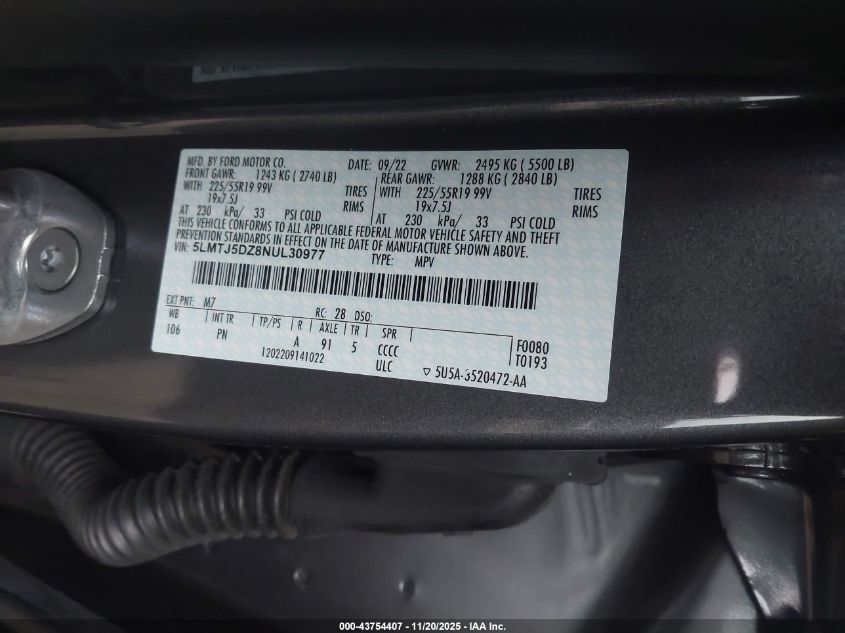 MFD. BY FORD MOTOR CO. DATE: 09/22 GVWR: 2495 KG ( 5500 LB)
FRONT GAWR: 1243 KG ( 2740 LB) REAR GAWR: 1288 KG ( 2840 LB)
WITH 225/55R19 99V TIRES WITH 225/55R19 99V TIRES
19x7.5J RIMS 19x7.5J RIMS
AT 230 kPa/ 33 PSI COLD AT 230 kPa/ 33 PSI COLD
THIS VEHICLE CONFORMS TO ALL APPLICABLE FEDERAL MOTOR VEHICLE SAFETY AND THEFT
PREVENTION STANDARDS IN EFFECT ON THE DATE OF MANUFACTURE SHOWN ABOVE.
VIN: 5LMTJ5DZ8NUL30977 TYPE: MPV
EXT PNT: M7 RC: 28 DSO:
WB INT TR TP/PS R AXLE TR SPR
106 PN A 91 5 CCCC F0080
1202209141022 ULC T0193
▽ 5U5A-3520472-AA
000-43754407 - 11/20/2025 - IAA Inc.